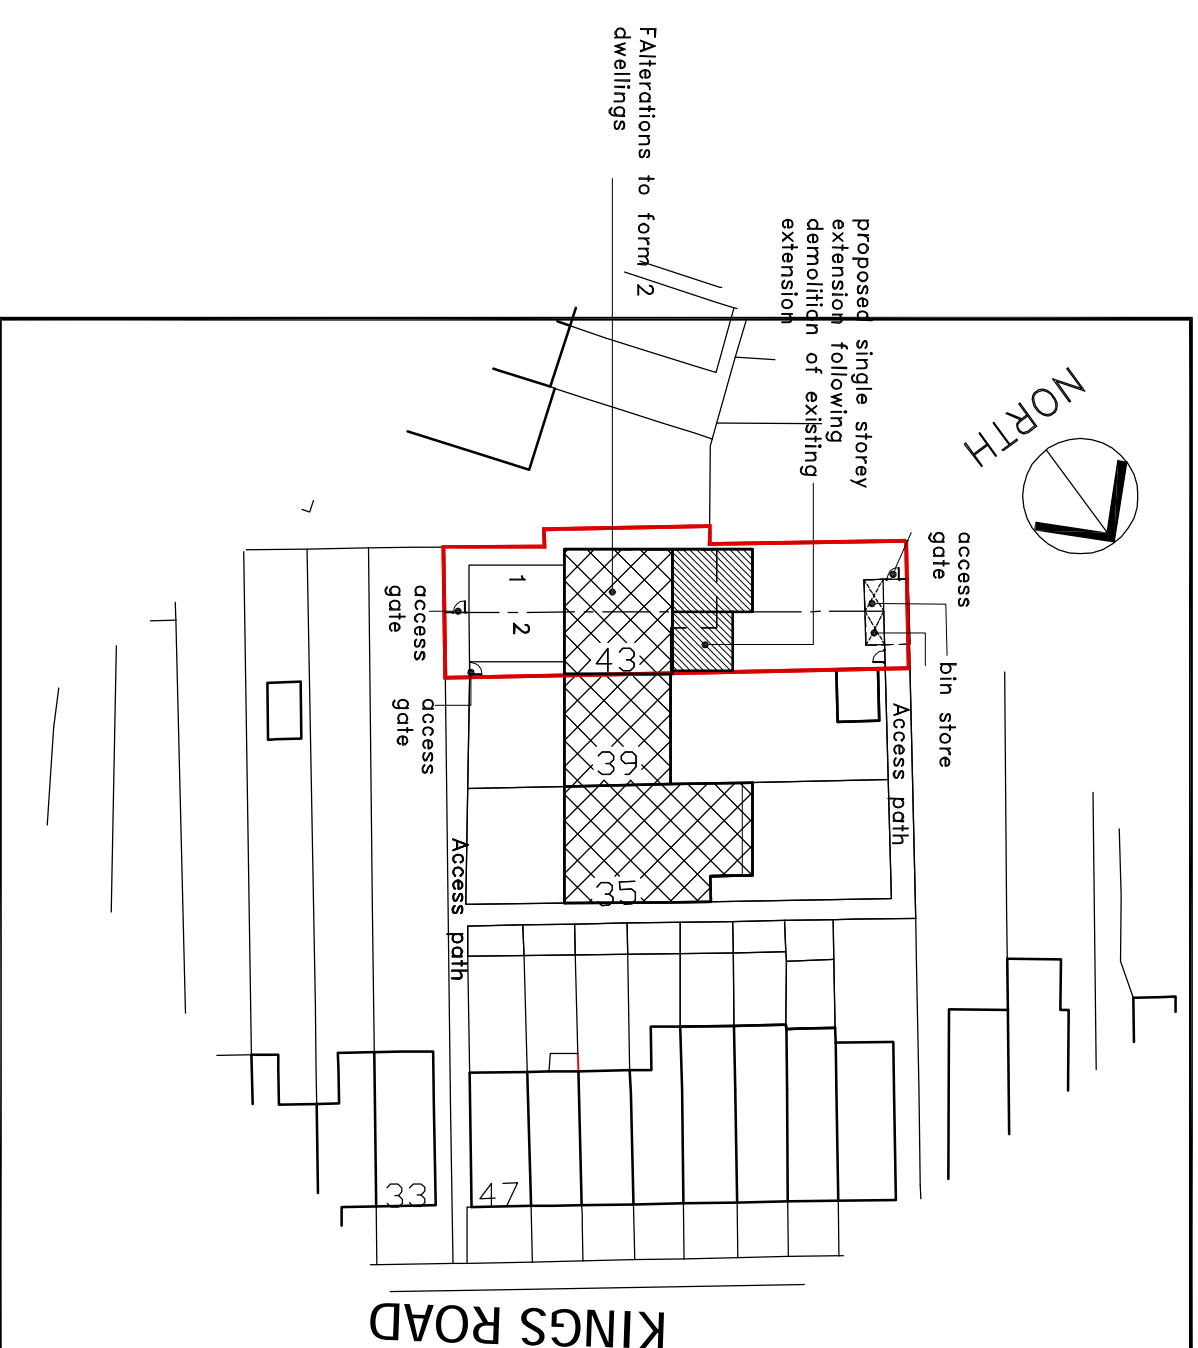 FAlterations to form 2
dwellings
proposed single storey
extension following
demolition of existing
extension
NORTH
access
gate
access
gate
1
2
43
bin store
access
gate
39
Access path
35
Access path
33
47
KINGS ROAD